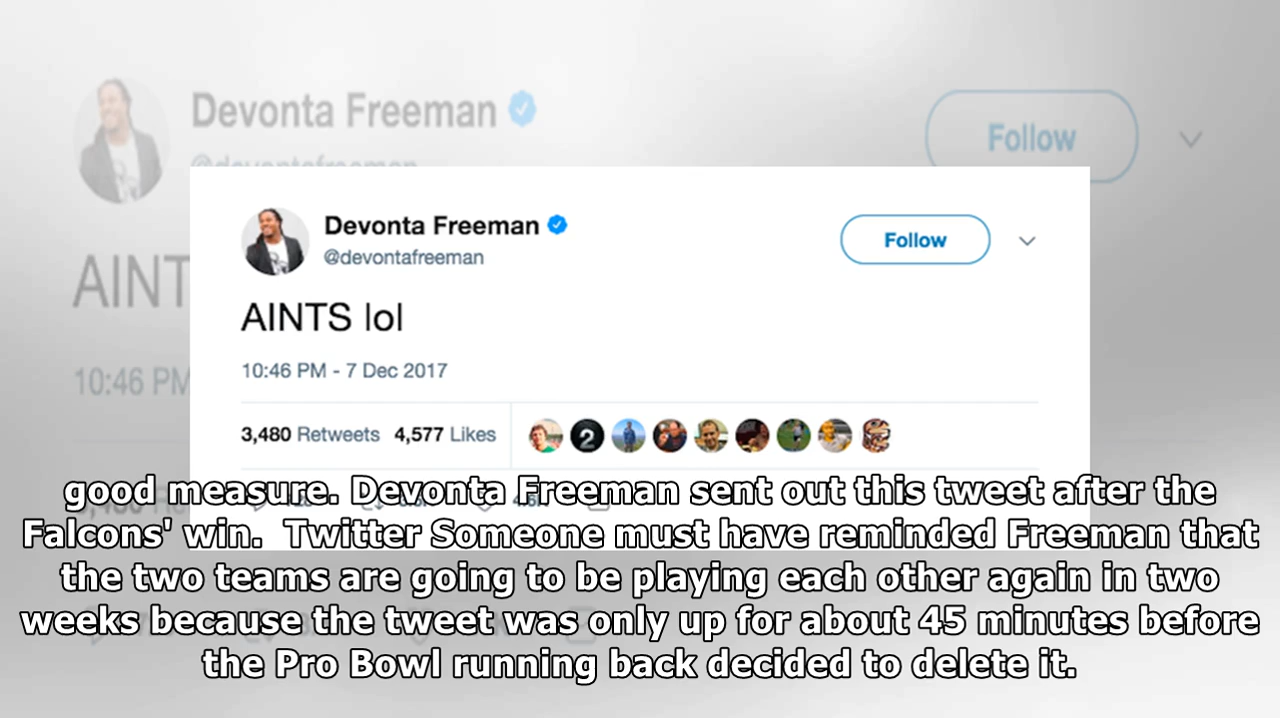 Devonta Freeman
Follow
@devontafreeman
AINT
10:46 PM
Devonta Freeman
@devontafreeman
Follow
AINTS lol
10:46 PM - 7 Dec 2017
3,480 Retweets 4,577 Likes
2
good measure. Devonta Freeman sent out this tweet after the
Falcons' win. Twitter Someone must have reminded Freeman that
the two teams are going to be playing each other again in two
weeks because the tweet was only up for about 45 minutes before
the Pro Bowl running back decided to delete it.